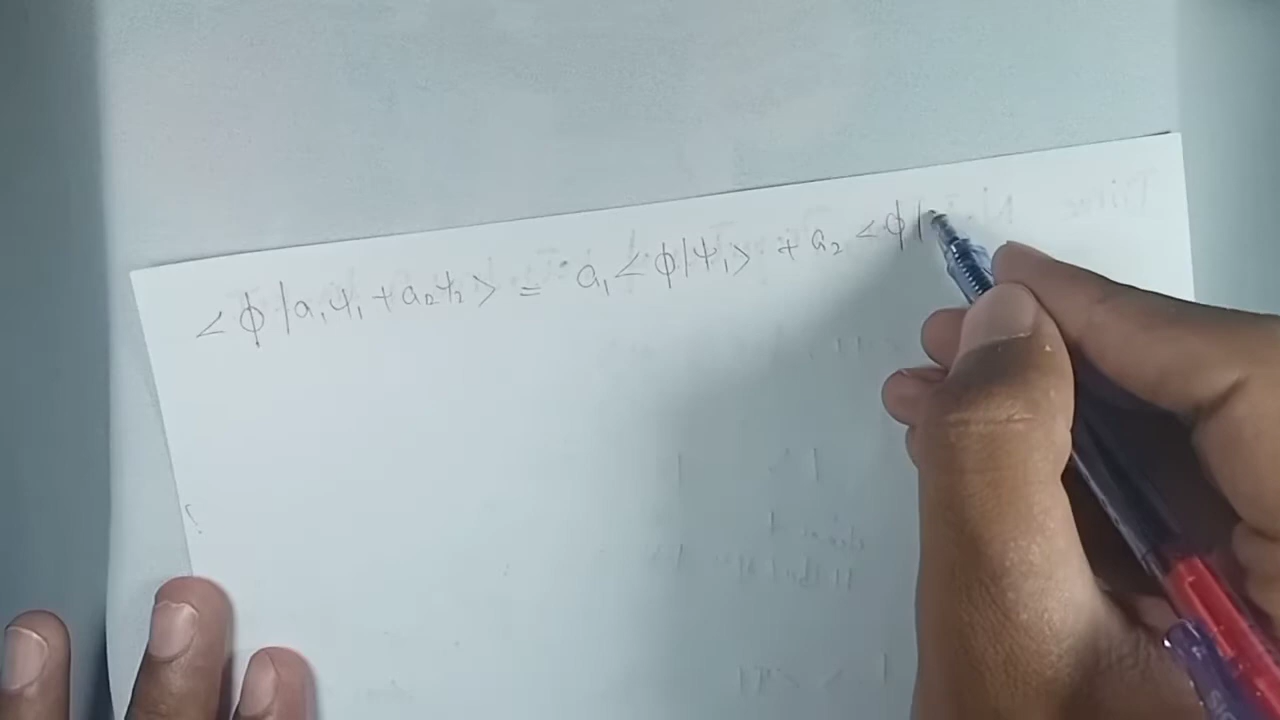 <ϕ|a₁ψ₁ + a₂ψ₂> = a₁<ϕ|ψ₁> + a₂<ϕ|